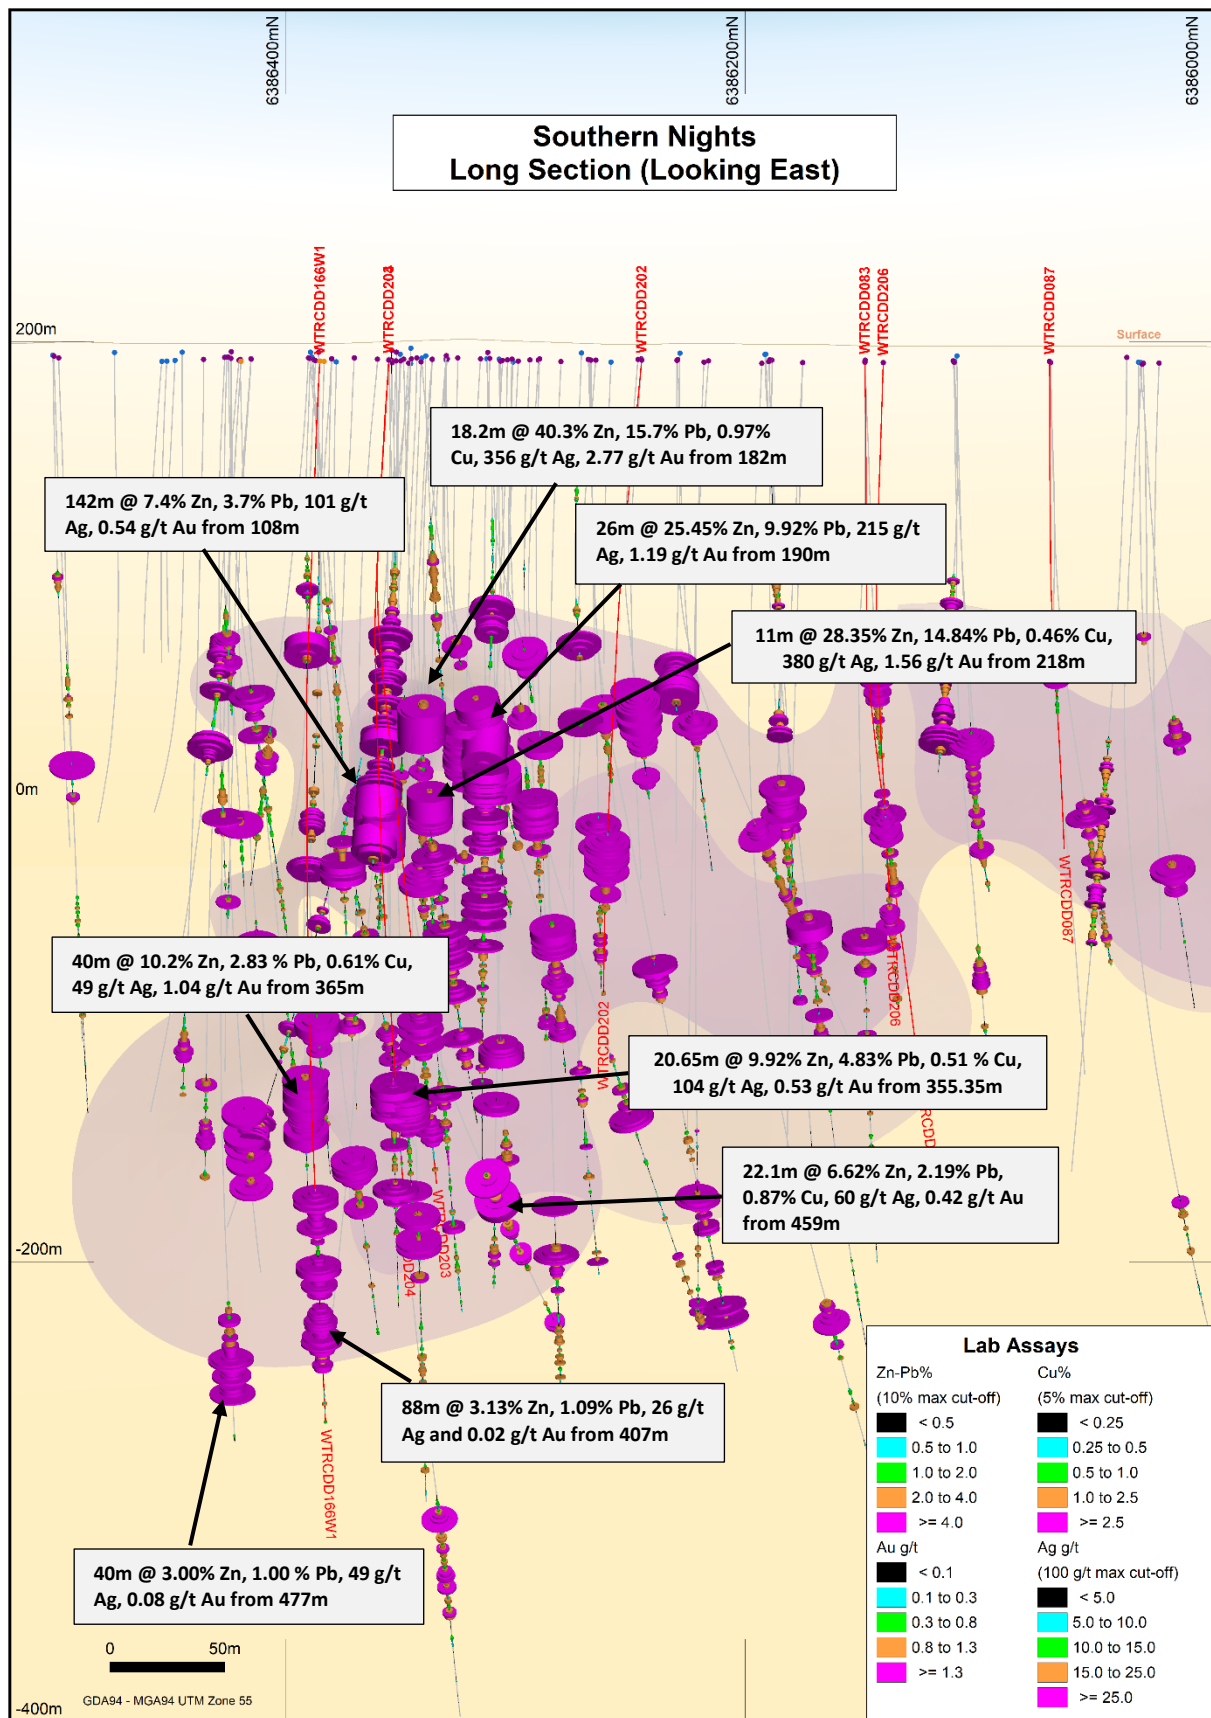 6386400mN
6386200mN
6386000mN
Southern Nights
Long Section (Looking East)
WTRCDD166W1
WTRCDD202
WTRCDD083
WTRCDD206
WTRCDD087
200m
Surface
18.2m @ 40.3% Zn, 15.7% Pb, 0.97%
Cu, 356 g/t Ag, 2.77 g/t Au from 182m
142m @ 7.4% Zn, 3.7% Pb, 101 g/t
Ag, 0.54 g/t Au from 108m
26m @ 25.45% Zn, 9.92% Pb, 215 g/t
Ag, 1.19 g/t Au from 190m
11m @ 28.35% Zn, 14.84% Pb, 0.46% Cu,
380 g/t Ag, 1.56 g/t Au from 218m
0m
WTRCDD087
40m @ 10.2% Zn, 2.83 % Pb, 0.61% Cu,
49 g/t Ag, 1.04 g/t Au from 365m
WTRCDD206
WTRCDD202
20.65m @ 9.92% Zn, 4.83% Pb, 0.51 % Cu,
104 g/t Ag, 0.53 g/t Au from 355.35m
22.1m @ 6.62% Zn, 2.19% Pb,
0.87% Cu, 60 g/t Ag, 0.42 g/t Au
from 459m
-200m
88m @ 3.13% Zn, 1.09% Pb, 26 g/t
Ag and 0.02 g/t Au from 407m
WTRCDD166W1
40m @ 3.00% Zn, 1.00 % Pb, 49 g/t
Ag, 0.08 g/t Au from 477m
0 50m
GDA94 - MGA94 UTM Zone 55
-400m
Lab Assays
Zn-Pb%
(10% max cut-off)
< 0.5
0.5 to 1.0
1.0 to 2.0
2.0 to 4.0
>= 4.0
Au g/t
< 0.1
0.1 to 0.3
0.3 to 0.8
0.8 to 1.3
>= 1.3
Cu%
(5% max cut-off)
< 0.25
0.25 to 0.5
0.5 to 1.0
1.0 to 2.5
>= 2.5
Ag g/t
(100 g/t max cut-off)
< 5.0
5.0 to 10.0
10.0 to 15.0
15.0 to 25.0
>= 25.0